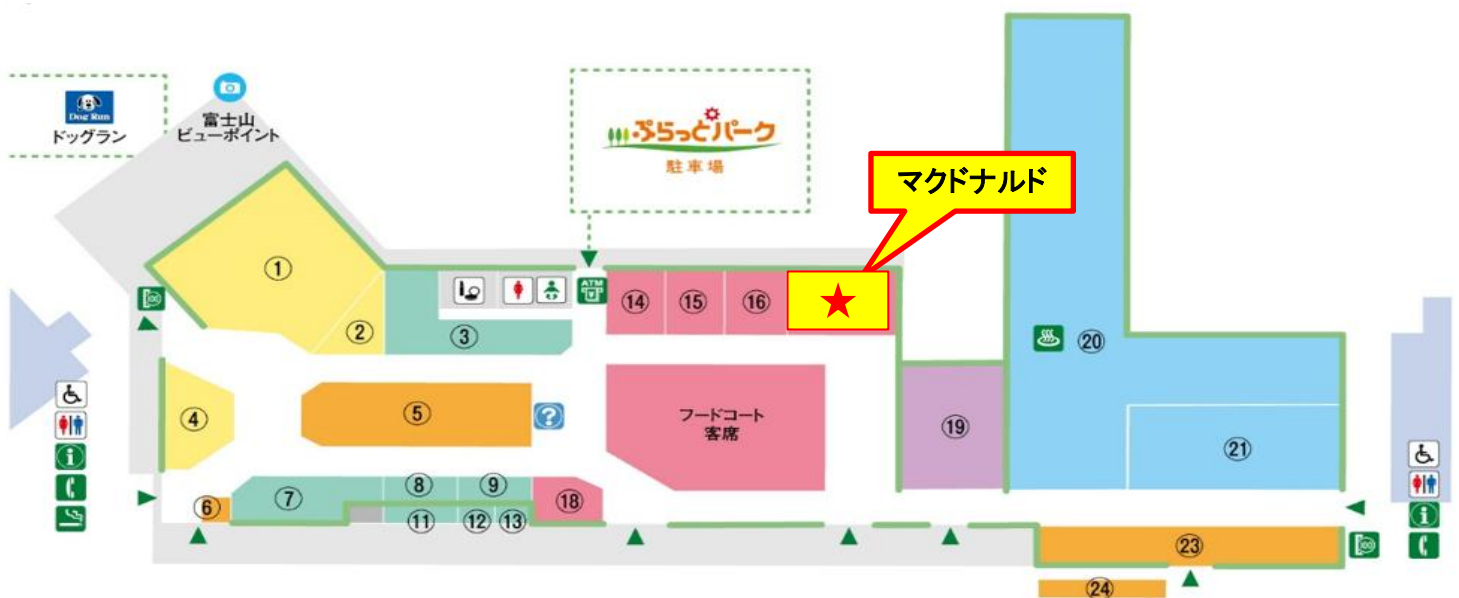 Dog Run
ドッグラン
富士山
ビューポイント
ぷらっとパーク
駐車場
マクドナルド
①
②
③
ATM
⑭
⑮
⑯
⑳
④
⑤
?
フードコート
客席
⑲
㉑
i
⑥
⑦
⑧
⑨
⑪
⑫
⑬
⑱
i
㉓
㉔